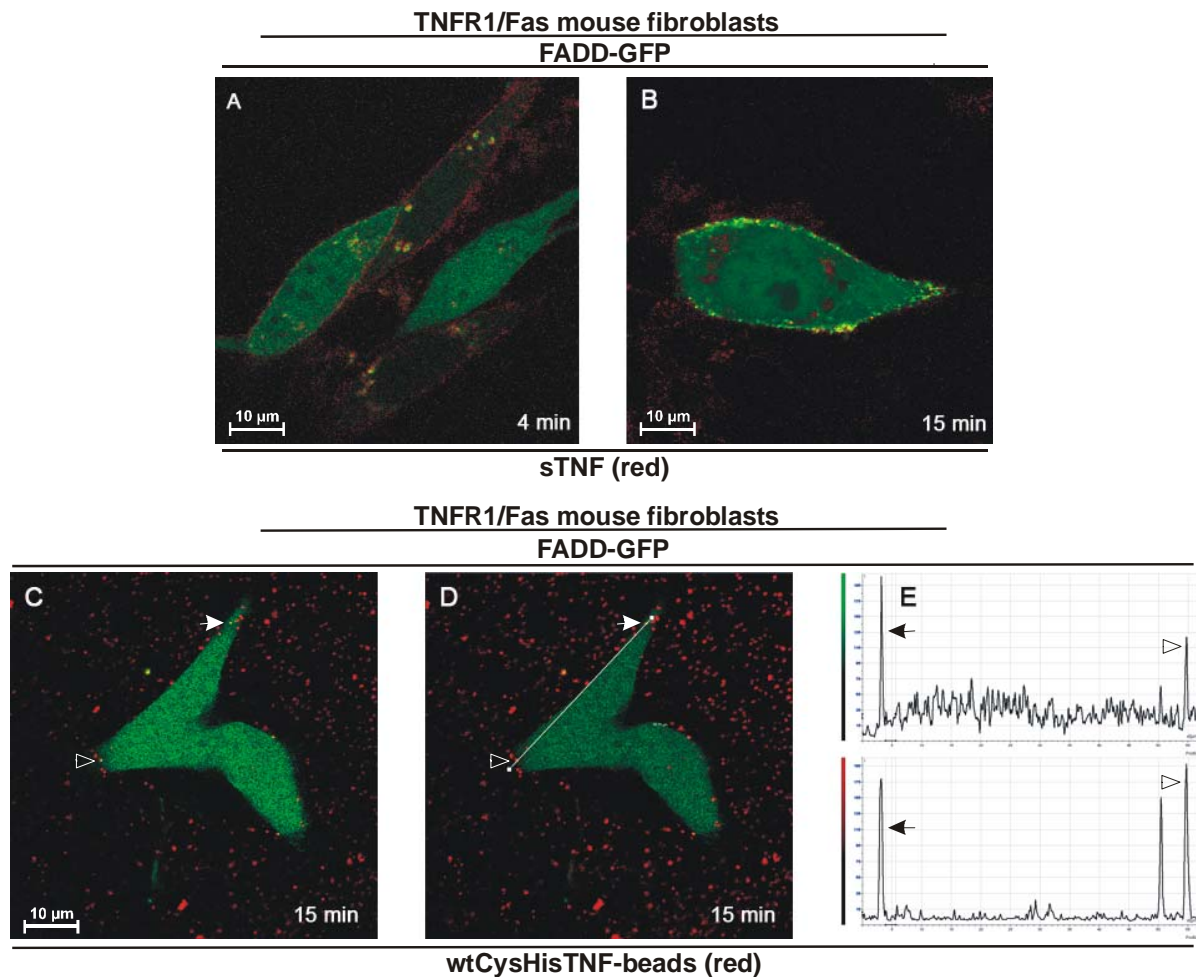 TNFR1/Fas mouse fibroblasts
FADD-GFP
A
B
10 µm
4 min
10 µm
15 min
sTNF (red)
TNFR1/Fas mouse fibroblasts
FADD-GFP
C
D
E
10 µm
15 min
15 min
wtCysHisTNF-beads (red)